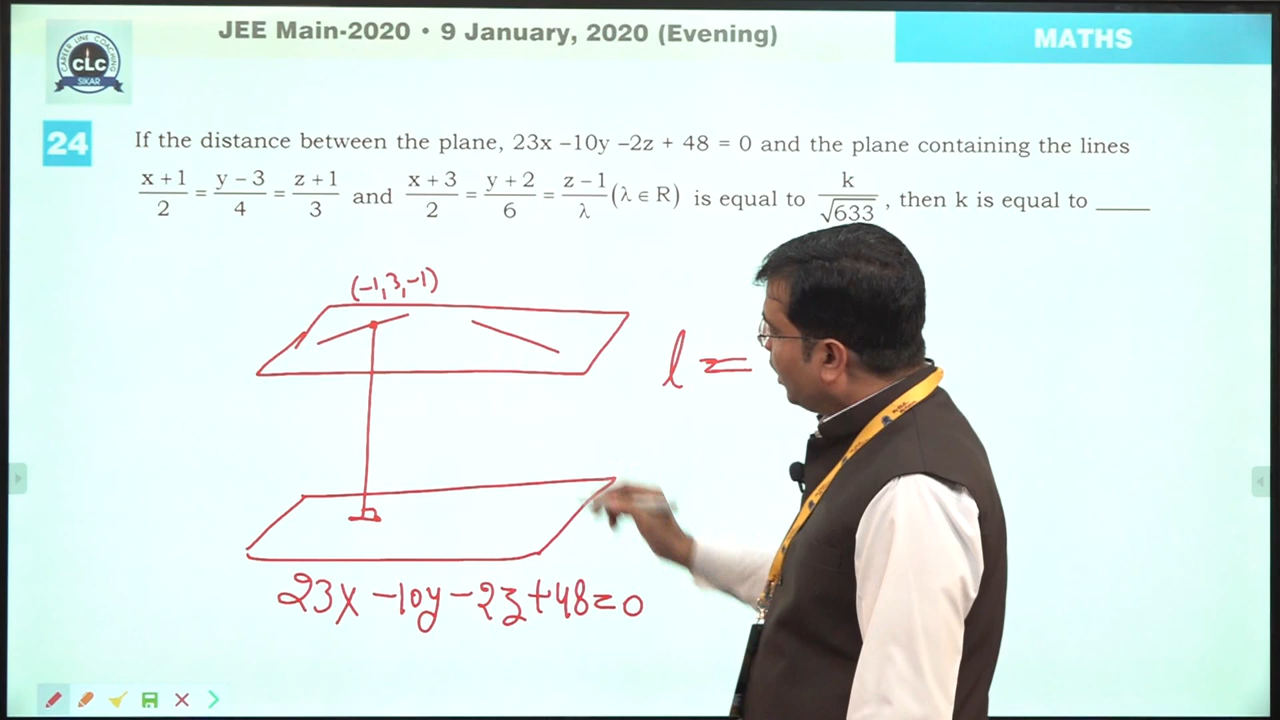 JEE Main-2020 • 9 January, 2020 (Evening)
MATHS
CAREER LINE COACHING
CLC
SIKAR
24
If the distance between the plane, 23x –10y –2z + 48 = 0 and the plane containing the lines
(x + 1)/2 = (y − 3)/4 = (z + 1)/3 and (x + 3)/2 = (y + 2)/6 = (z − 1)/λ (λ ∈ R) is equal to k/√633, then k is equal to ____
(-1,3,-1)
l =
23x -10y -2z +48=0